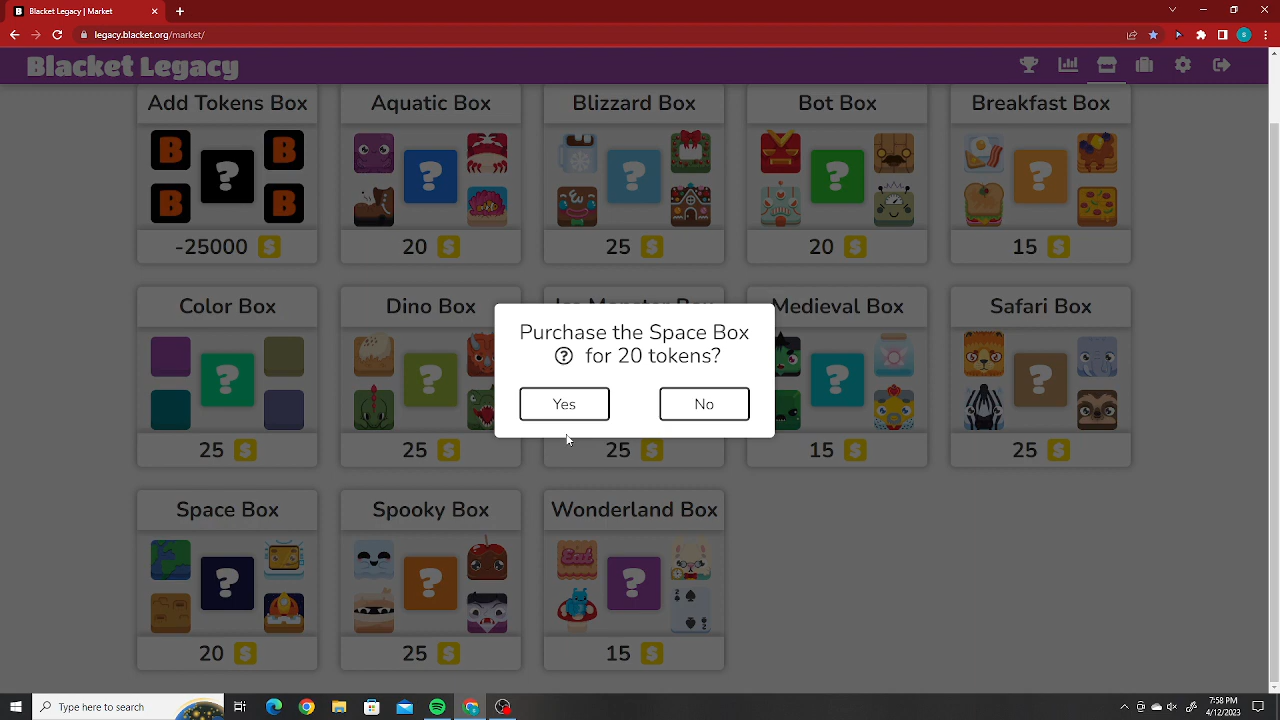 Blacket Legacy | Market
legacy.blacket.org/market/
S
Blacket Legacy
Add Tokens Box
Aquatic Box
Blizzard Box
Bot Box
Breakfast Box
B B
? ? ? ? ?
B B
-25000 $
20 $
25 $
20 $
15 $
Color Box
Dino Box
Ice Monster Box
Medieval Box
Safari Box
Purchase the Space Box
? for 20 tokens?
Yes
No
? ? ? ?
25 $
25 $
25 $
15 $
25 $
Space Box
Spooky Box
Wonderland Box
Eat
? ? ?
20 $
25 $
15 $
Type here to search
7:58 PM
4/12/2023